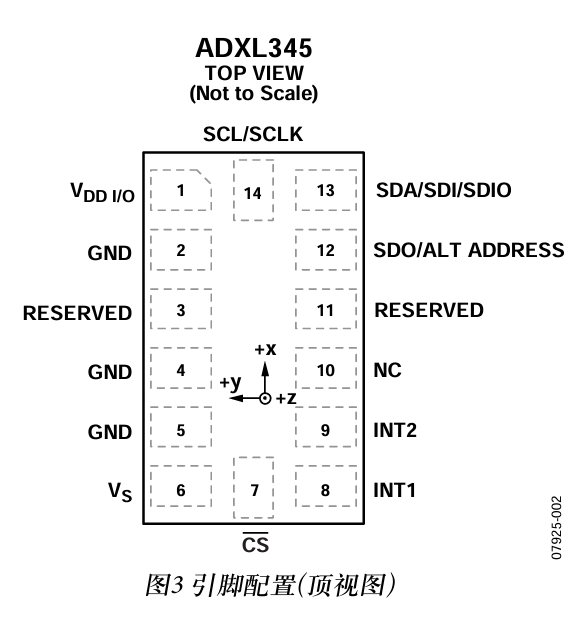 ADXL345
TOP VIEW
(Not to Scale)
SCL/SCLK
VDD I/O 1 14 13 SDA/SDI/SDIO
GND 2 12 SDO/ALT ADDRESS
RESERVED 3 11 RESERVED
+x
GND 4 10 NC
+y +z
GND 5 9 INT2
VS 6 7 8 INT1
CS
07925-002
图3 引脚配置(顶视图)